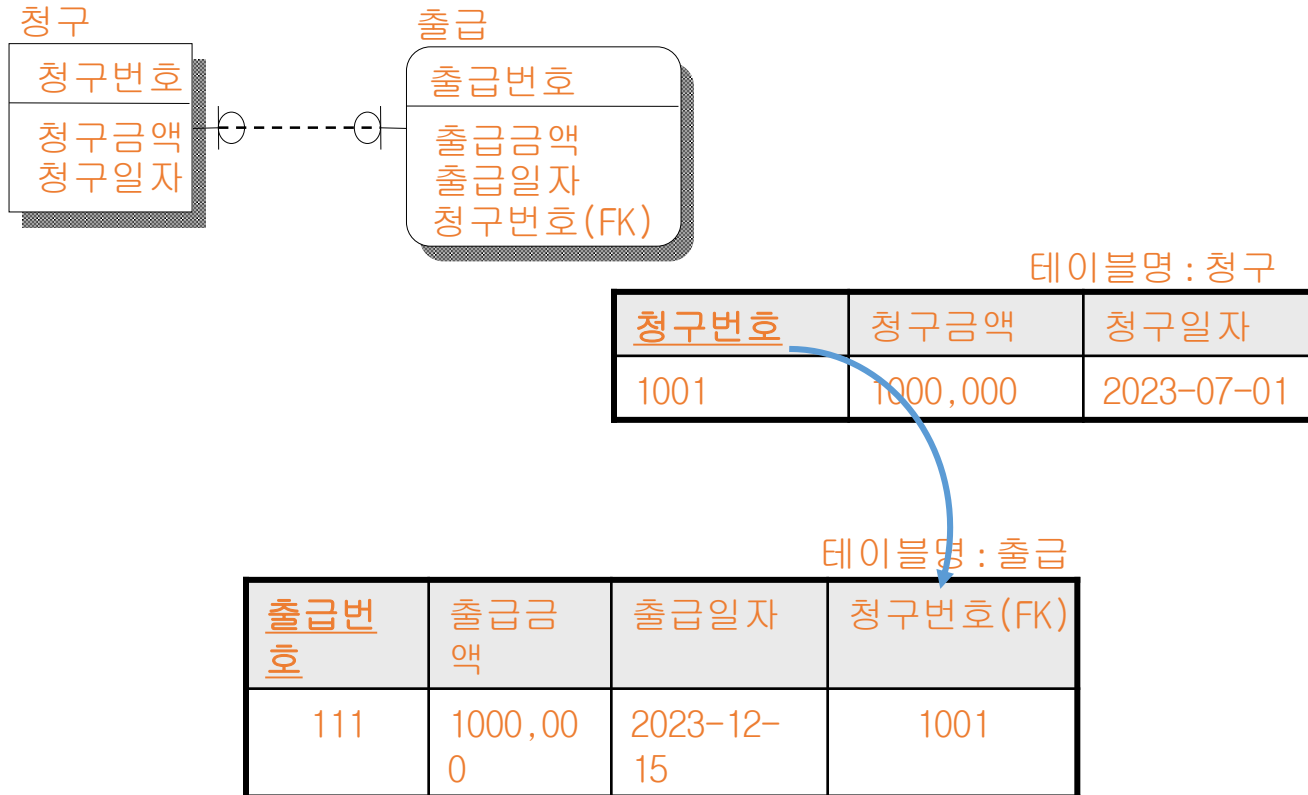 청구
출급
청구번호
출급번호
청구금액
청구일자
출급금액
출급일자
청구번호(FK)
테이블명:청구
청구번호 청구금액 청구일자
1001 1000,000 2023-07-01
테이블명:출급
출급번 출급금 출급일자 청구번호(FK)
호 액
111 1000,00 2023-12- 1001
0 15